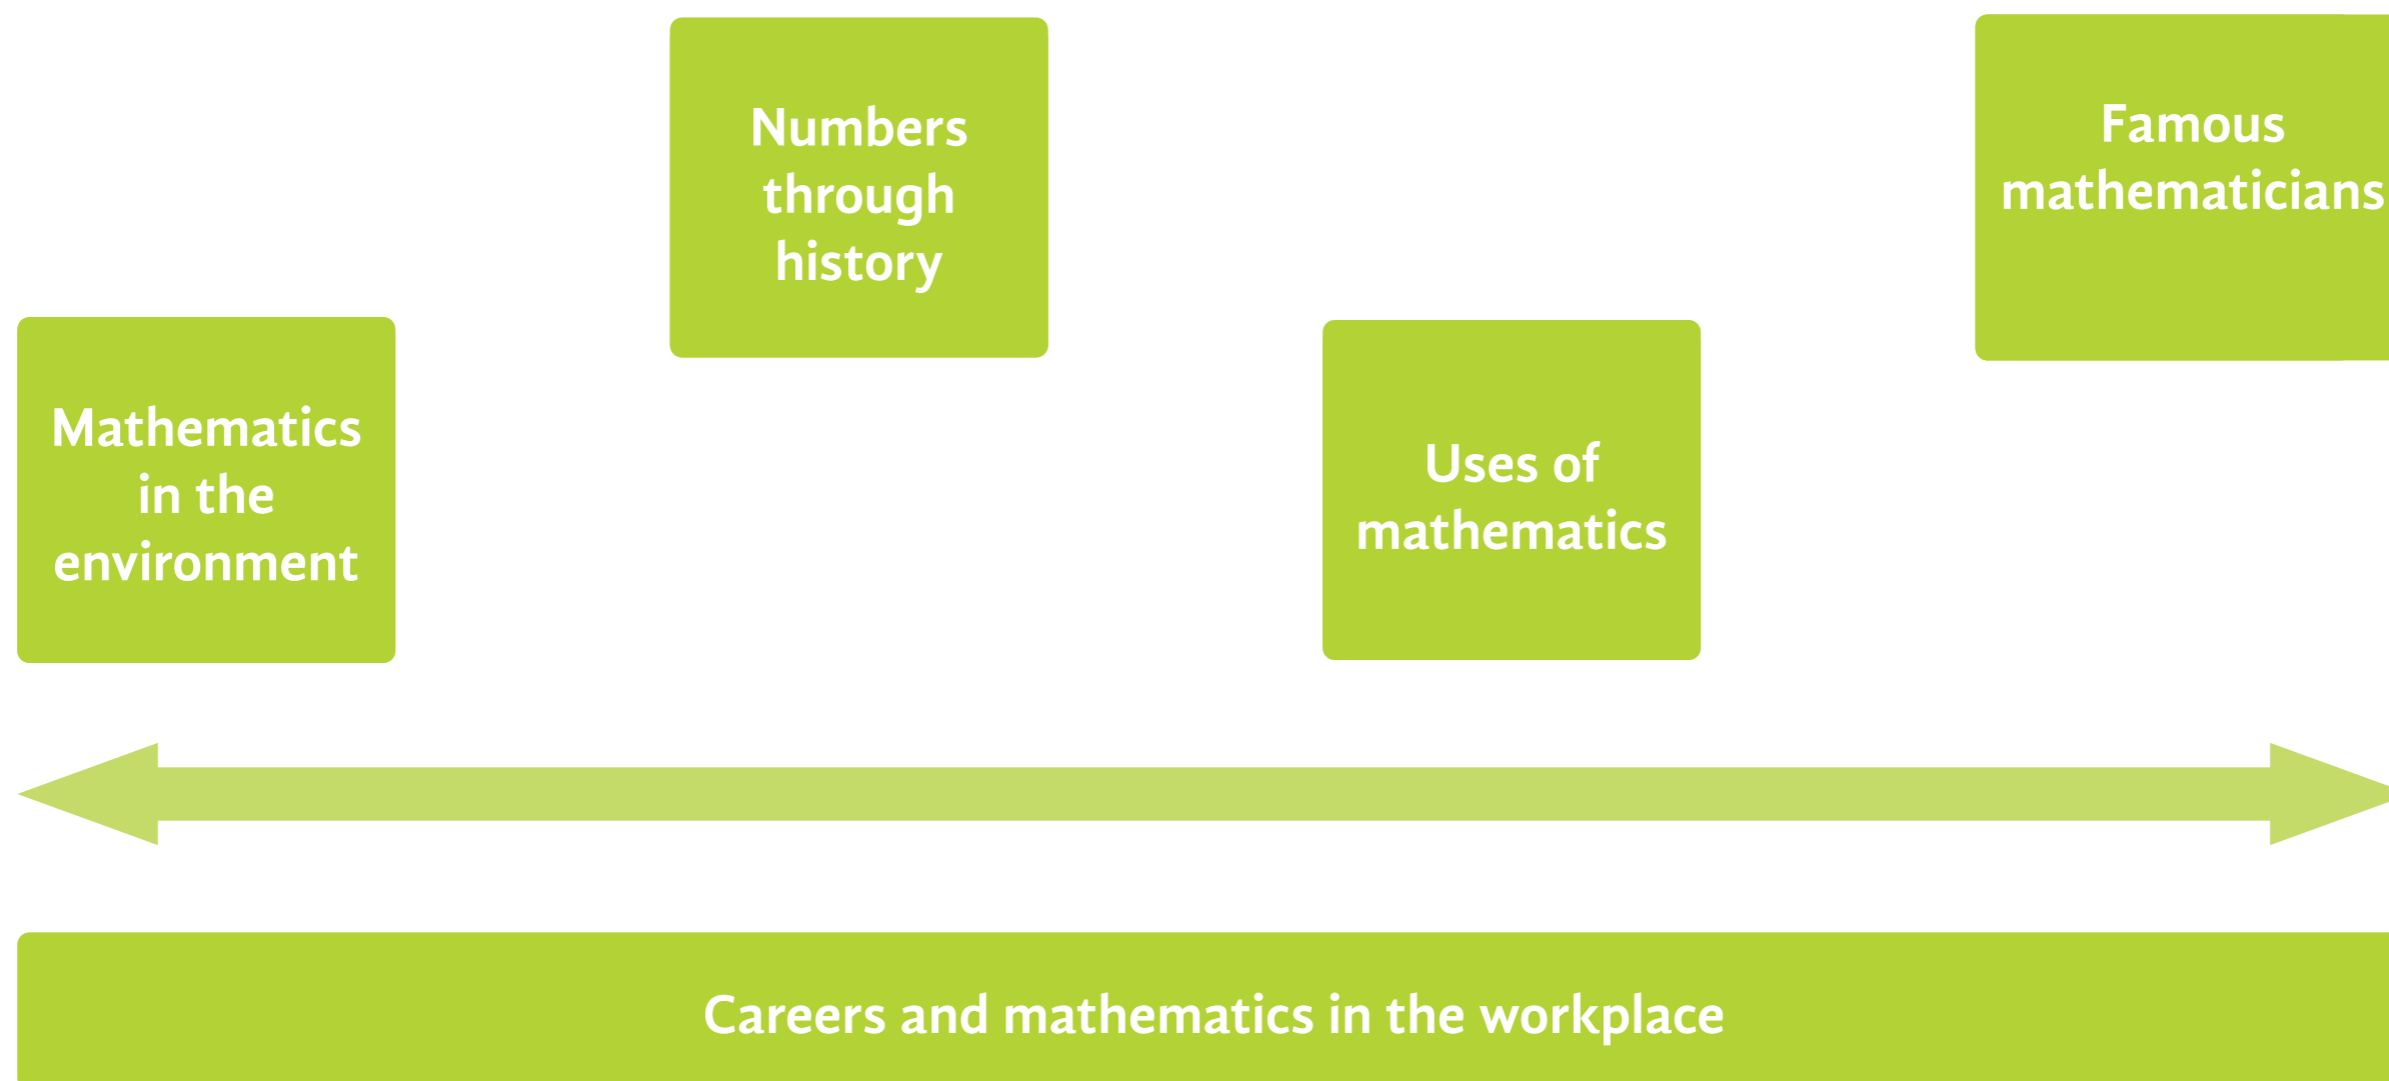 Numbers
through
history
Famous
mathematicians
Mathematics
in the
environment
Uses of
mathematics
Careers and mathematics in the workplace